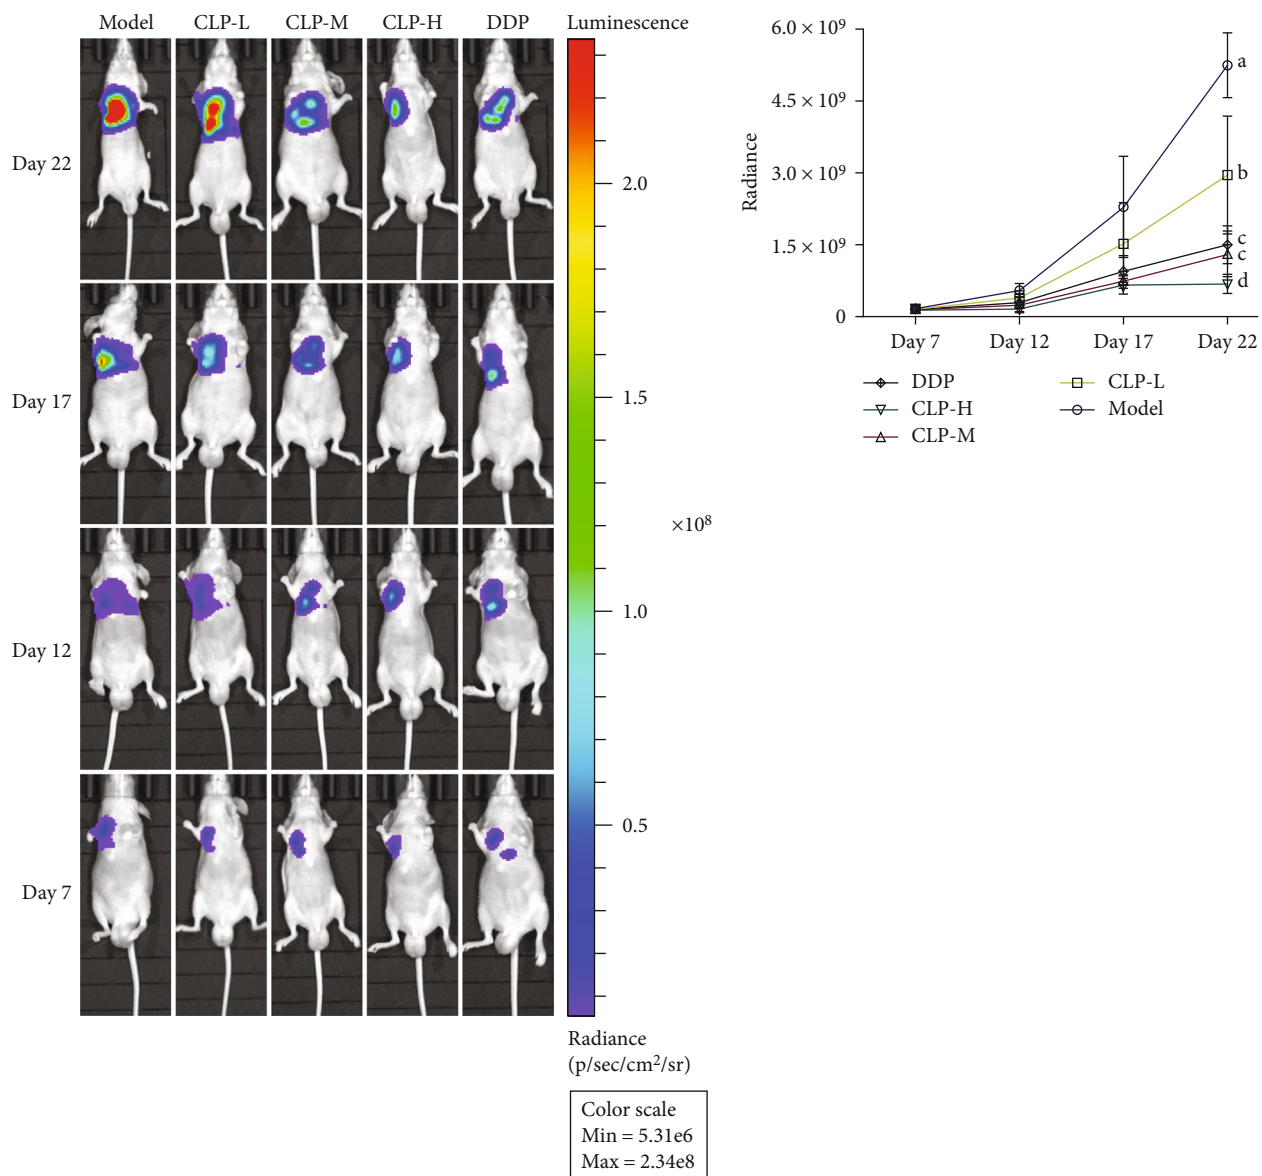 Model CLP-L CLP-M CLP-H DDP Luminescence
Day 22
Day 17
Day 12
Day 7
2.0
1.5
×10⁸
1.0
0.5
Radiance
(p/sec/cm²/sr)
Color scale
Min = 5.31e6
Max = 2.34e8
6.0 × 10⁹
4.5 × 10⁹
3.0 × 10⁹
1.5 × 10⁹
0
Radiance
a
b
c
c
d
Day 7 Day 12 Day 17 Day 22
DDP
CLP-H
CLP-M
CLP-L
Model